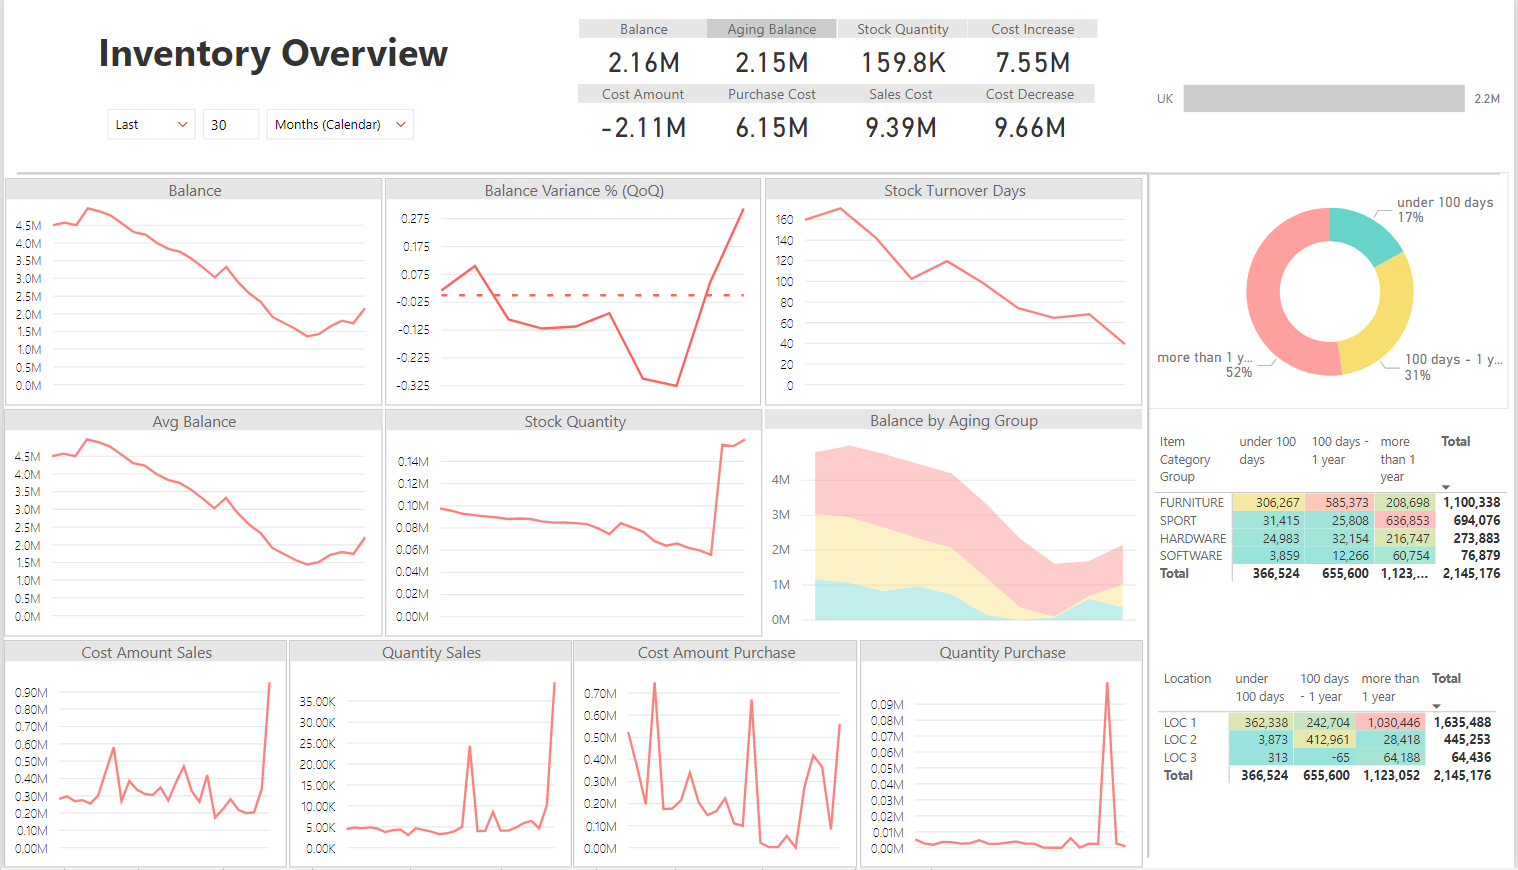 Inventory Overview
Last
30
Months (Calendar)
Balance
Aging Balance
Stock Quantity
Cost Increase
2.16M
2.15M
159.8K
7.55M
Cost Amount
Purchase Cost
Sales Cost
Cost Decrease
-2.11M
6.15M
9.39M
9.66M
UK
2.2M
Balance
4.5M
4.0M
3.5M
3.0M
2.5M
2.0M
1.5M
1.0M
0.5M
0.0M
Balance Variance % (QoQ)
0.275
0.175
0.075
-0.025
-0.125
-0.225
-0.325
Stock Turnover Days
160
140
120
100
80
60
40
20
0
under 100 days
17%
more than 1 y...
52%
100 days - 1 y...
31%
Avg Balance
4.5M
4.0M
3.5M
3.0M
2.5M
2.0M
1.5M
1.0M
0.5M
0.0M
Stock Quantity
0.14M
0.12M
0.10M
0.08M
0.06M
0.04M
0.02M
0.00M
Balance by Aging Group
4M
3M
2M
1M
0M
Item Category Group under 100 days 100 days - 1 year more than 1 year Total
FURNITURE 306,267 585,373 208,698 1,100,338
SPORT 31,415 25,808 636,853 694,076
HARDWARE 24,983 32,154 216,747 273,883
SOFTWARE 3,859 12,266 60,754 76,879
Total 366,524 655,600 1,123,... 2,145,176
Cost Amount Sales
0.90M
0.80M
0.70M
0.60M
0.50M
0.40M
0.30M
0.20M
0.10M
0.00M
Quantity Sales
35.00K
30.00K
25.00K
20.00K
15.00K
10.00K
5.00K
0.00K
Cost Amount Purchase
0.70M
0.60M
0.50M
0.40M
0.30M
0.20M
0.10M
0.00M
Quantity Purchase
0.09M
0.08M
0.07M
0.06M
0.05M
0.04M
0.03M
0.02M
0.01M
0.00M
Location under 100 days 100 days - 1 year more than 1 year Total
LOC 1 362,338 242,704 1,030,446 1,635,488
LOC 2 3,873 412,961 28,418 445,253
LOC 3 313 -65 64,188 64,436
Total 366,524 655,600 1,123,052 2,145,176